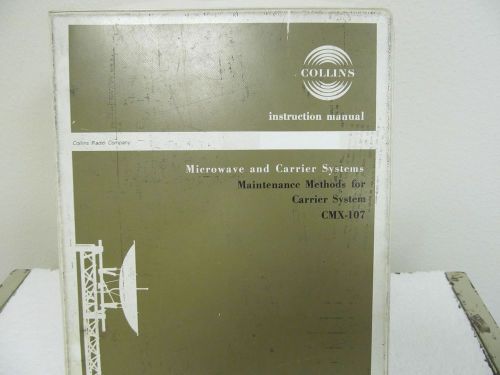 COLLINS
instruction manual
Collins Radio Company
Microwave and Carrier Systems
Maintenance Methods for
Carrier System
CMX-107